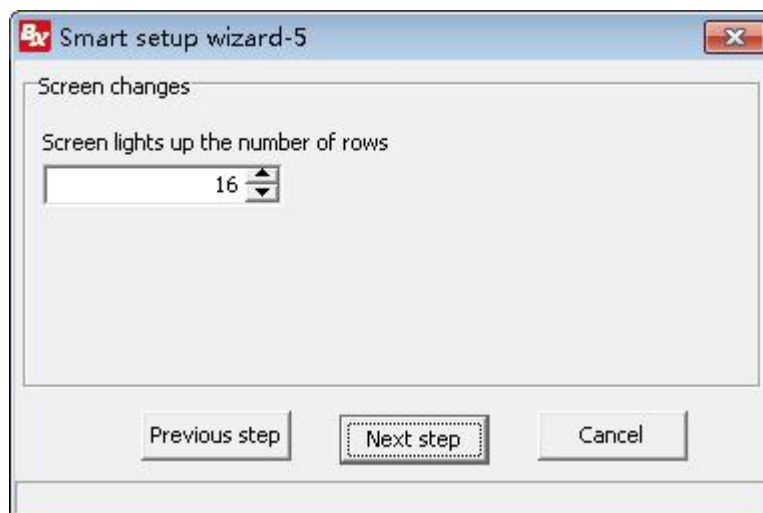 BX Smart setup wizard-5
Screen changes
Screen lights up the number of rows
16
Previous step Next step Cancel